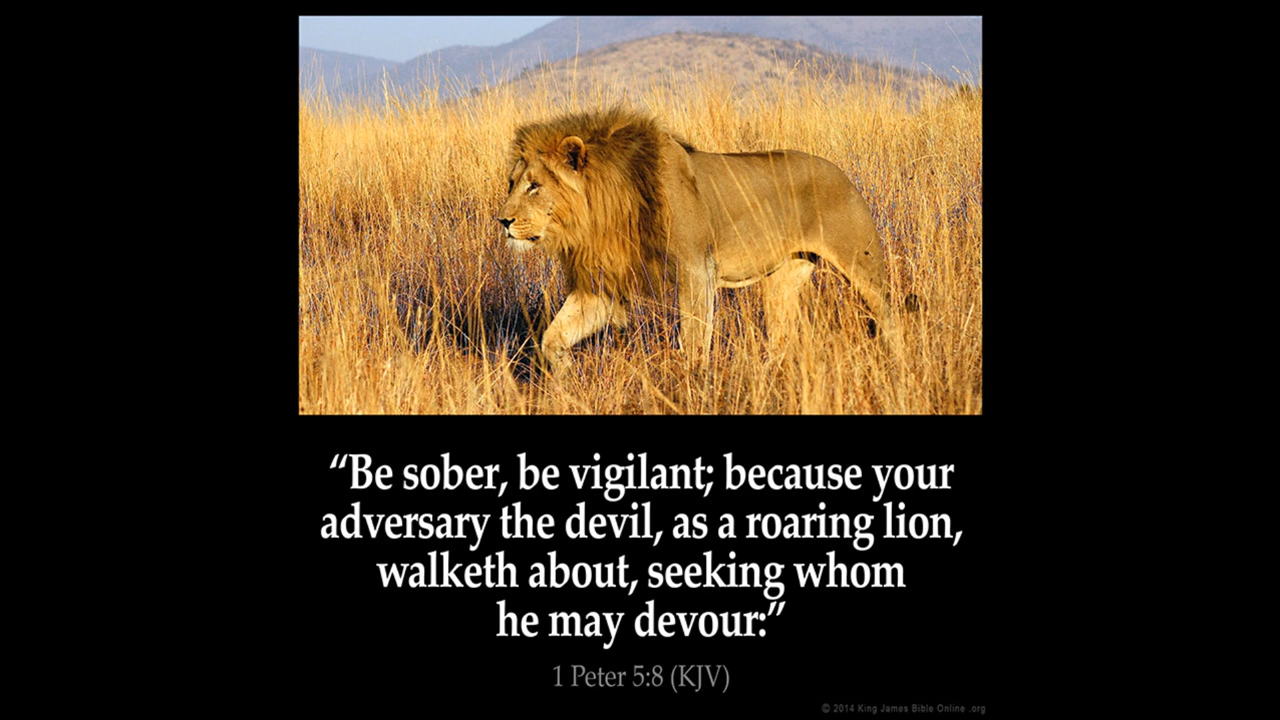 “Be sober, be vigilant; because your
adversary the devil, as a roaring lion,
walketh about, seeking whom
he may devour:”
1 Peter 5:8 (KJV)
© 2014 King James Bible Online .org